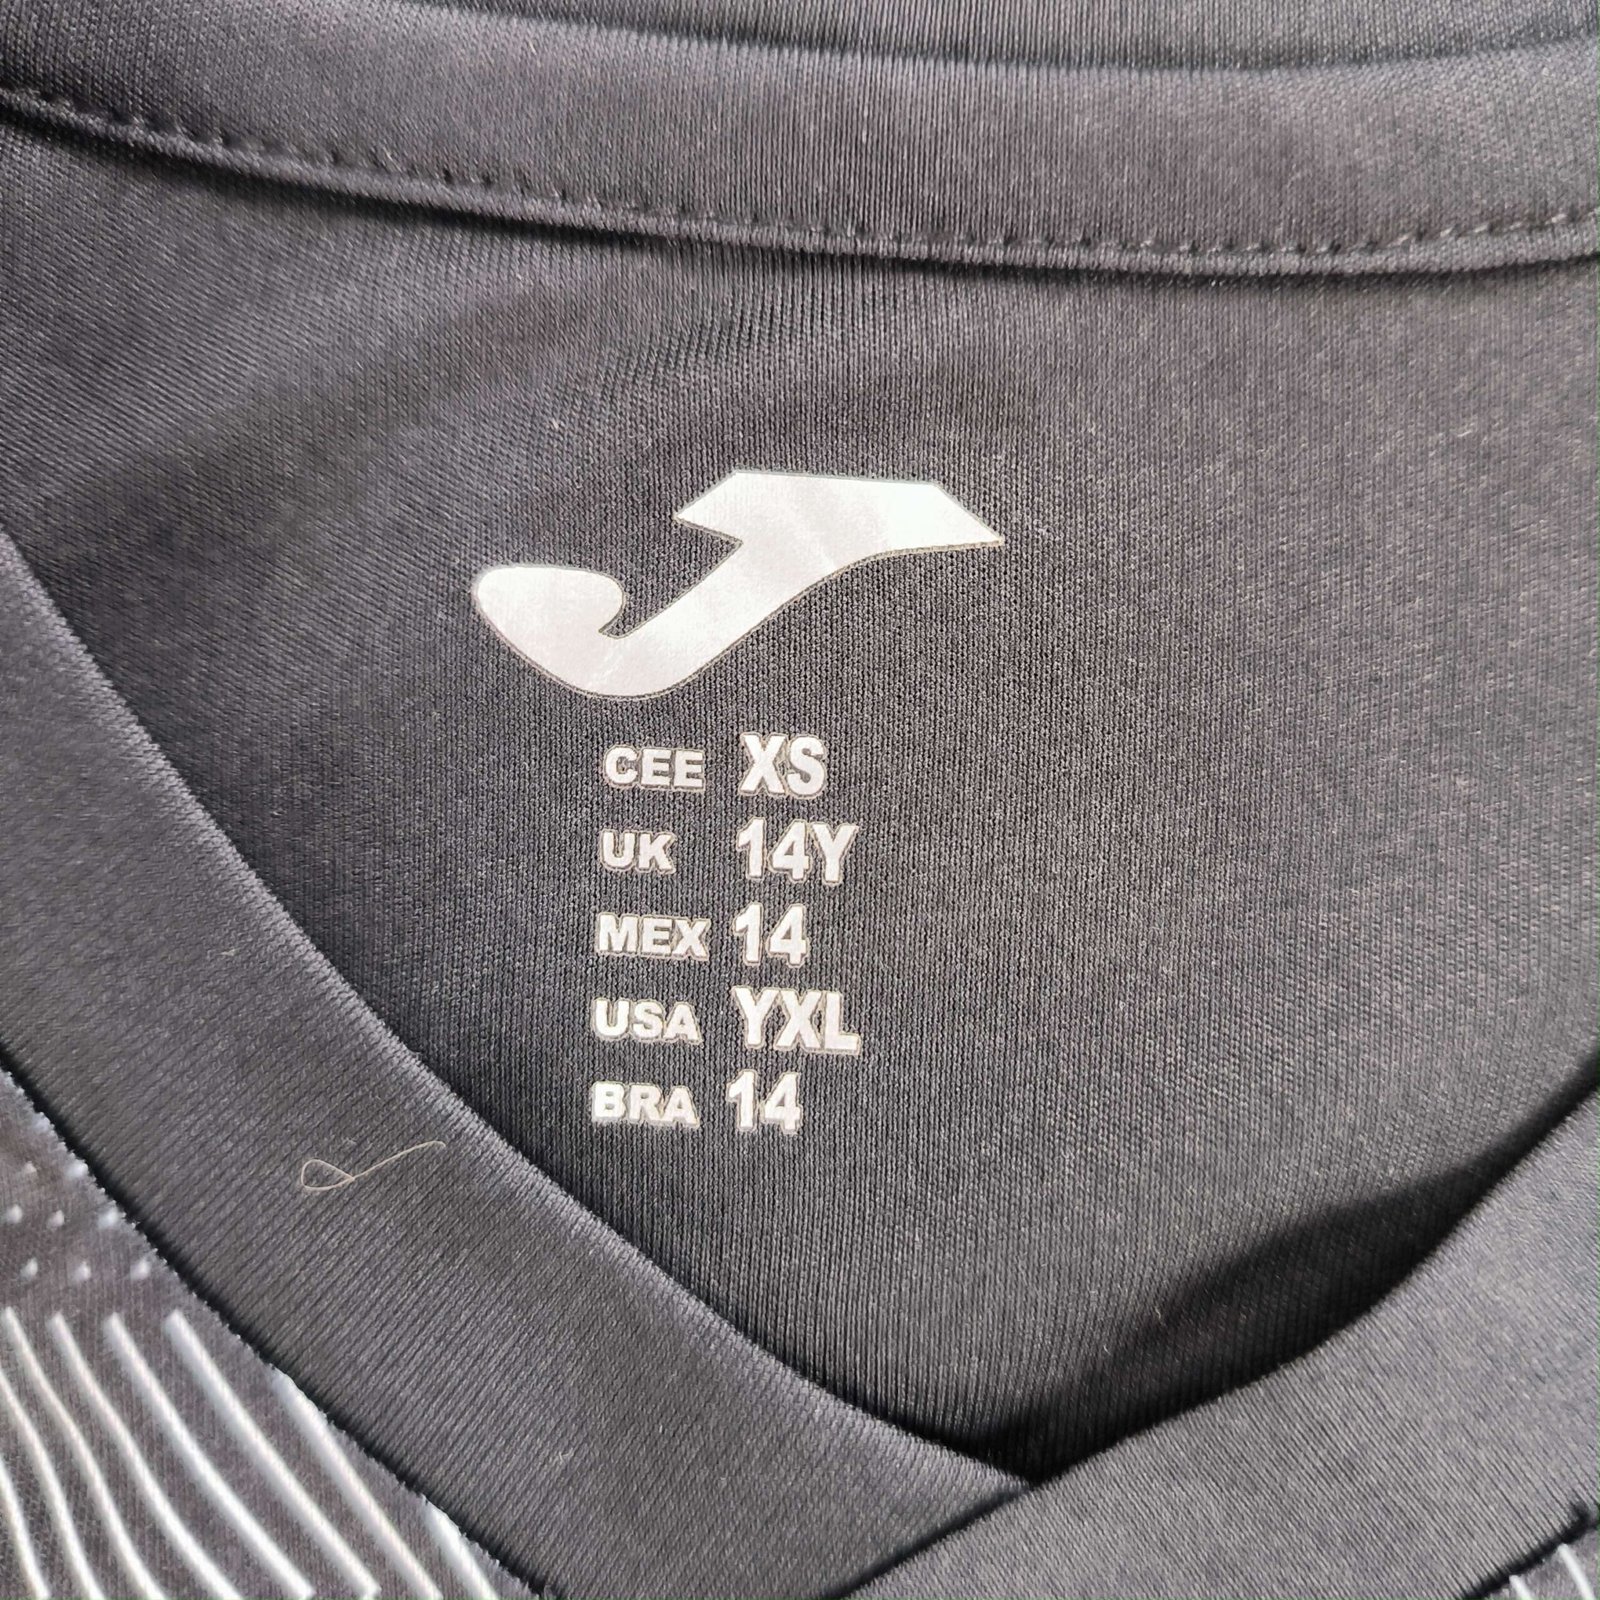 CEE XS
UK 14Y
MEX 14
USA YXL
BRA 14